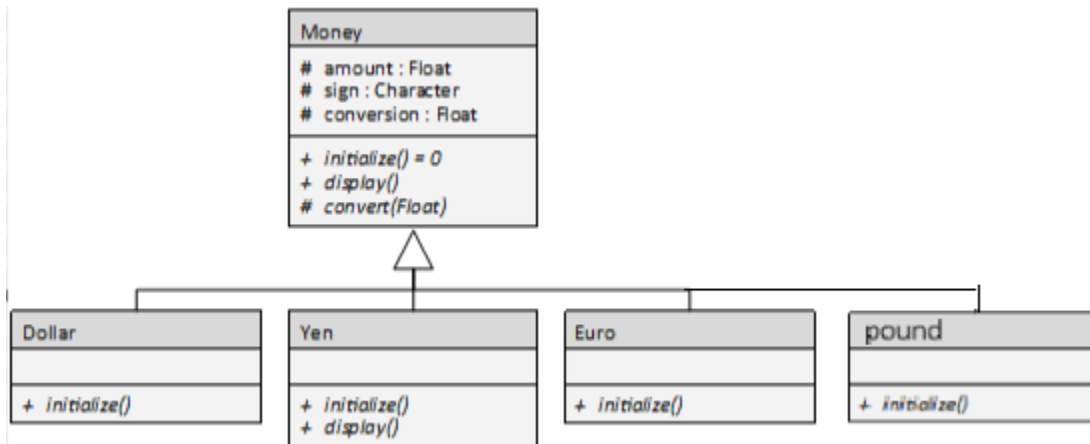 Money
# amount : Float
# sign : Character
# conversion : Float
+ initialize() = 0
+ display()
# convert(Float)
Dollar
+ initialize()
Yen
+ initialize()
+ display()
Euro
+ initialize()
pound
+ initialize()